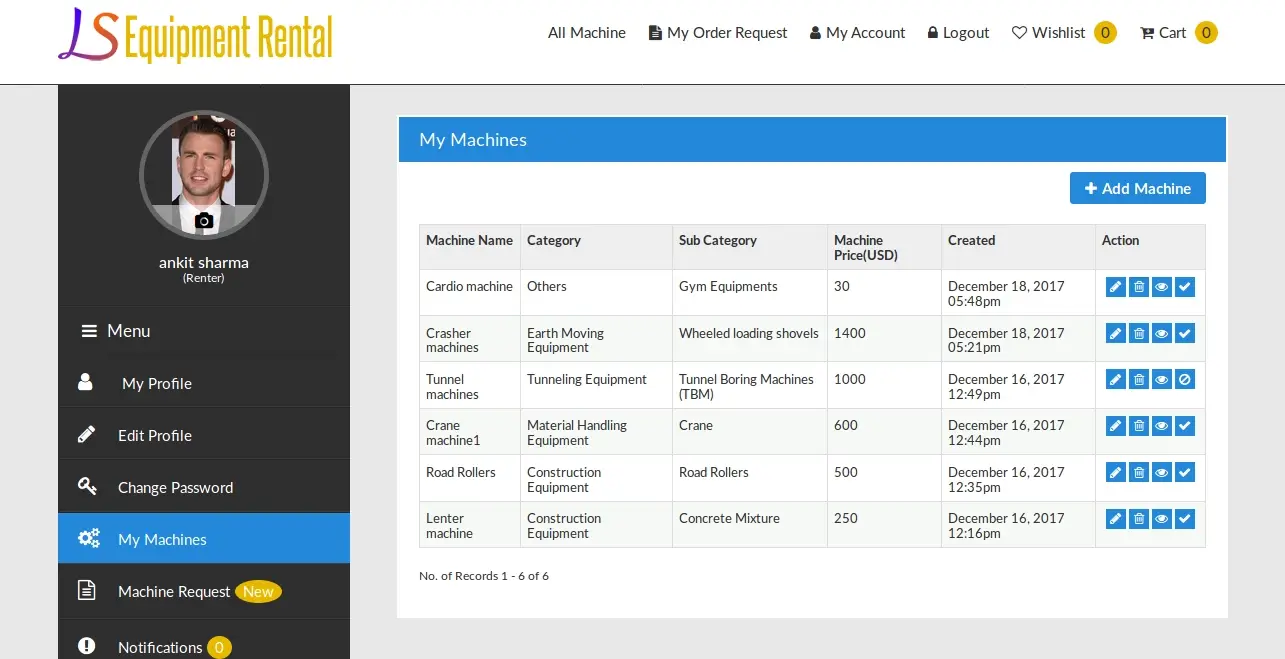 LS Equipment Rental
All Machine My Order Request My Account Logout Wishlist 0 Cart 0
ankit sharma
(Renter)
Menu
My Profile
Edit Profile
Change Password
My Machines
Machine Request New
Notifications 0
My Machines
Add Machine
Machine Name Category Sub Category Machine Created Action
Price(USD)
Cardio machine Others Gym Equipments 30 December 18, 2017
05:48pm
Crasher Earth Moving Wheeled loading shovels 1400 December 18, 2017
machines Equipment 05:21pm
Tunnel Tunneling Equipment Tunnel Boring Machines 1000 December 16, 2017
machines (TBM) 12:49pm
Crane Material Handling Crane 600 December 16, 2017
machine1 Equipment 12:44pm
Road Rollers Construction Road Rollers 500 December 16, 2017
Equipment 12:35pm
Lenter Construction Concrete Mixture 250 December 16, 2017
machine Equipment 12:16pm
No. of Records 1 - 6 of 6